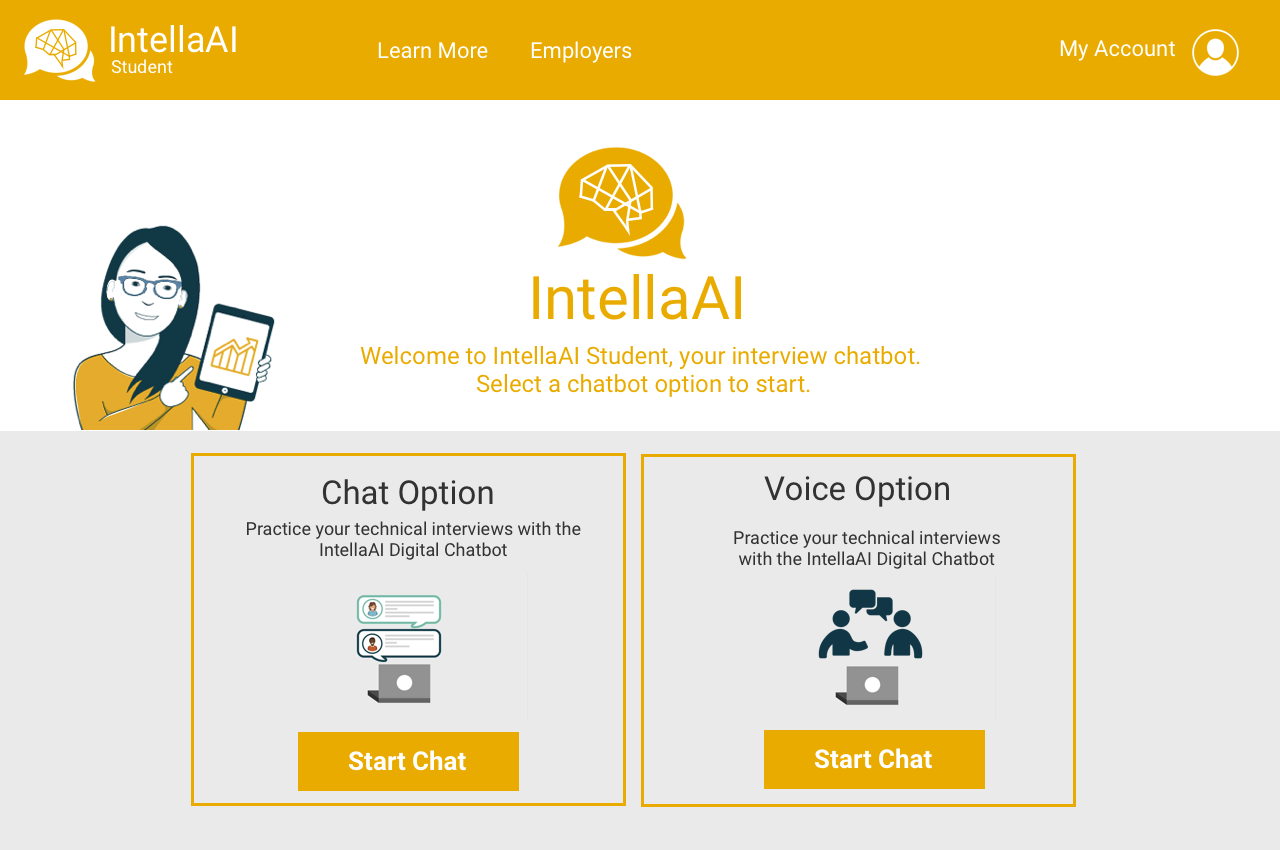 IntellaAI
Student
Learn More
Employers
My Account
IntellaAI
Welcome to IntellaAI Student, your interview chatbot.
Select a chatbot option to start.
Chat Option
Practice your technical interviews with the
IntellaAI Digital Chatbot
Start Chat
Voice Option
Practice your technical interviews
with the IntellaAI Digital Chatbot
Start Chat